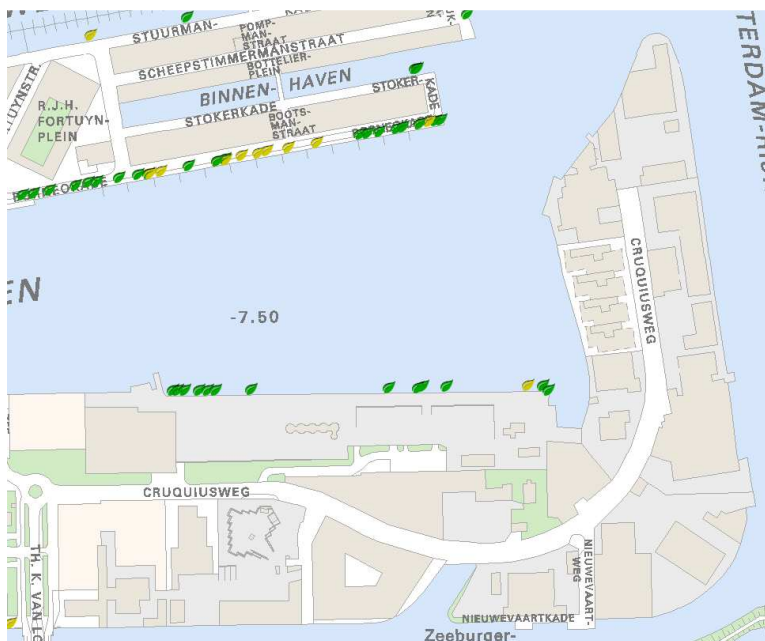 STUURMAN-
POMP-
MAN-
STRAAT
SCHEEPSTIMMERMANSTRAAT
BOTTELIER-
PLEIN
BINNEN- HAVEN
R.J.H.
FORTUYN-
PLEIN
STOKER-
KADE
STOKERKADE
BOOTS-
MAN-
STRAAT
EN
-7.50
CRUQUIUSWEG
CRUQUIUSWEG
TH. K. VAN
NIEUWEVAART-
WEG
NIEUWEVAARTKADE
Zeeburger-